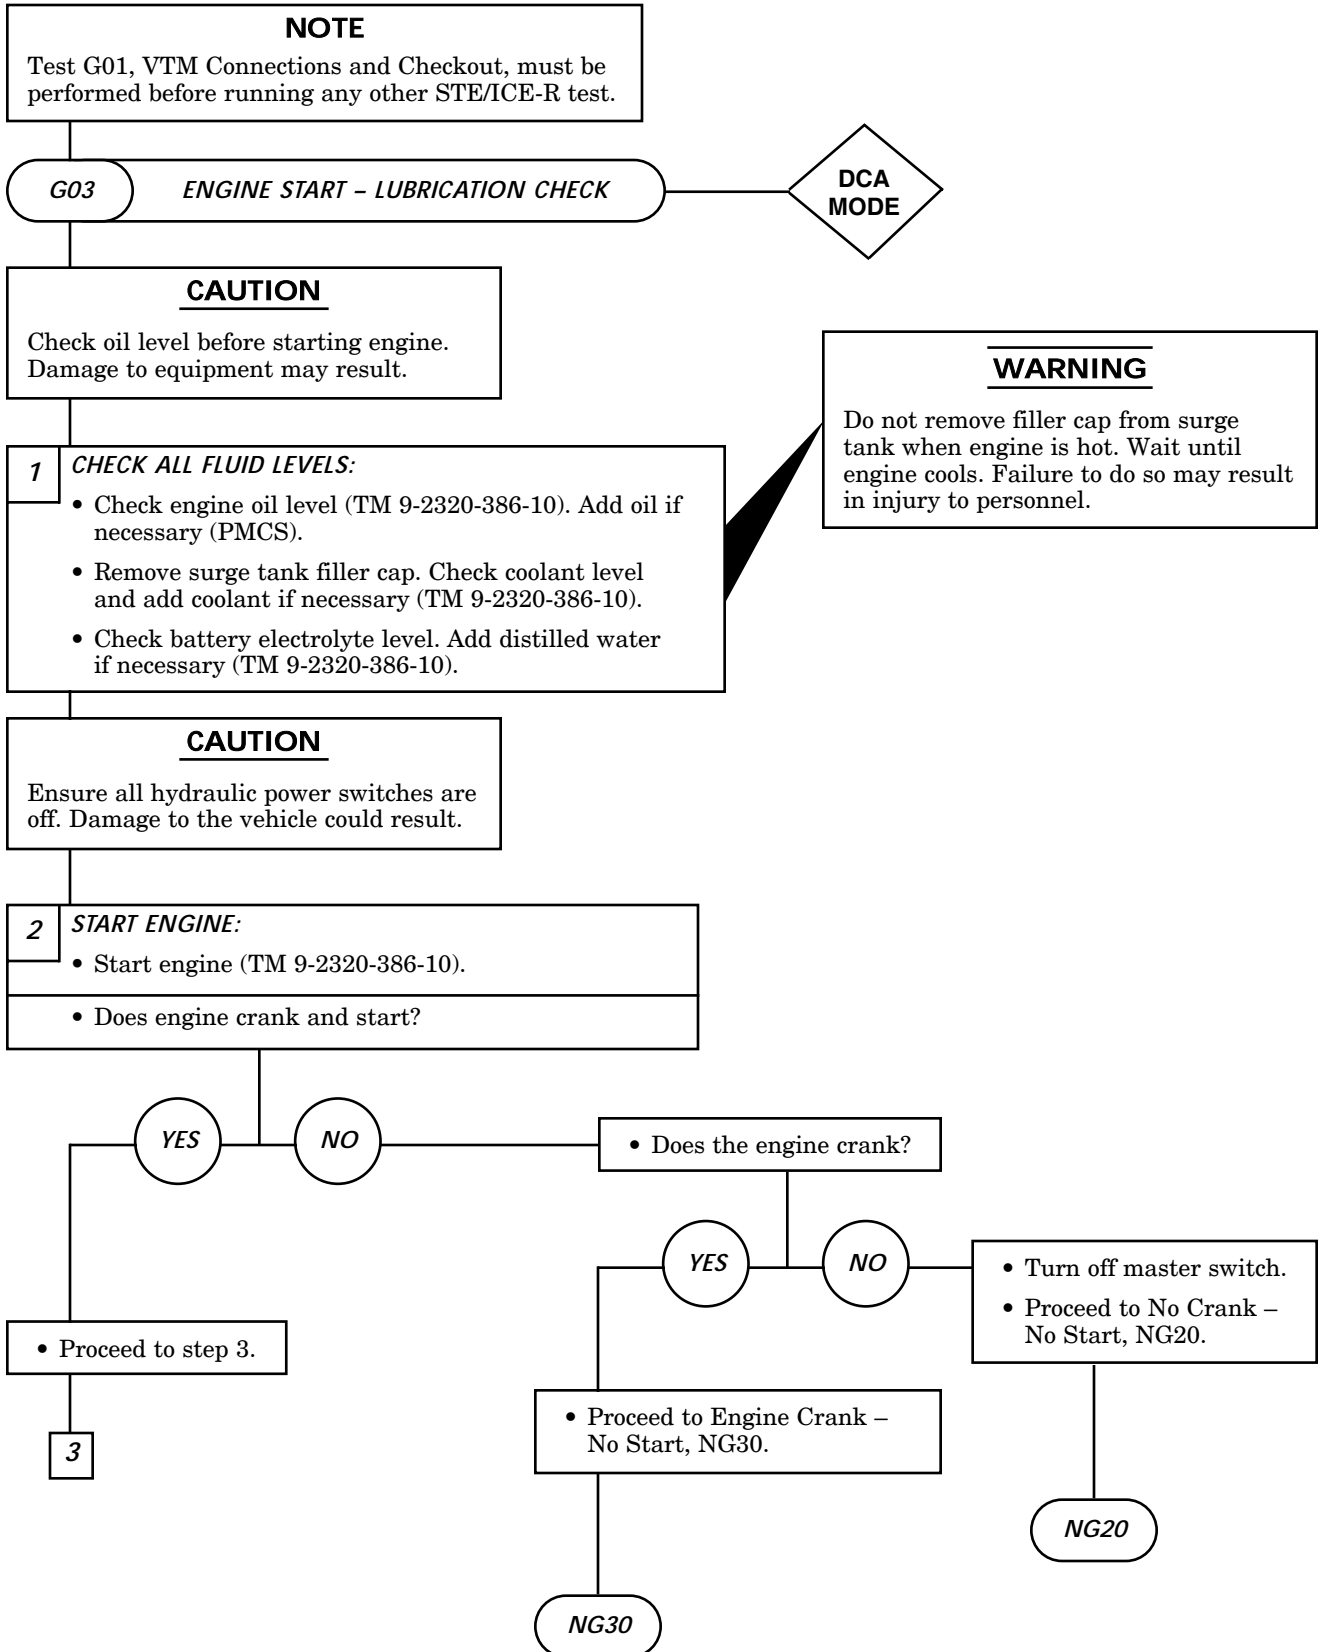 NOTE
Test G01, VTM Connections and Checkout, must be
performed before running any other STE/ICE-R test.
G03
ENGINE START – LUBRICATION CHECK
DCA
MODE
CAUTION
Check oil level before starting engine.
Damage to equipment may result.
WARNING
Do not remove filler cap from surge
tank when engine is hot. Wait until
engine cools. Failure to do so may result
in injury to personnel.
1
CHECK ALL FLUID LEVELS:
• Check engine oil level (TM 9-2320-386-10). Add oil if
necessary (PMCS).
• Remove surge tank filler cap. Check coolant level
and add coolant if necessary (TM 9-2320-386-10).
• Check battery electrolyte level. Add distilled water
if necessary (TM 9-2320-386-10).
CAUTION
Ensure all hydraulic power switches are
off. Damage to the vehicle could result.
2
START ENGINE:
• Start engine (TM 9-2320-386-10).
• Does engine crank and start?
YES
NO
• Does the engine crank?
YES
NO
• Turn off master switch.
• Proceed to No Crank –
No Start, NG20.
• Proceed to step 3.
• Proceed to Engine Crank –
No Start, NG30.
3
NG20
NG30